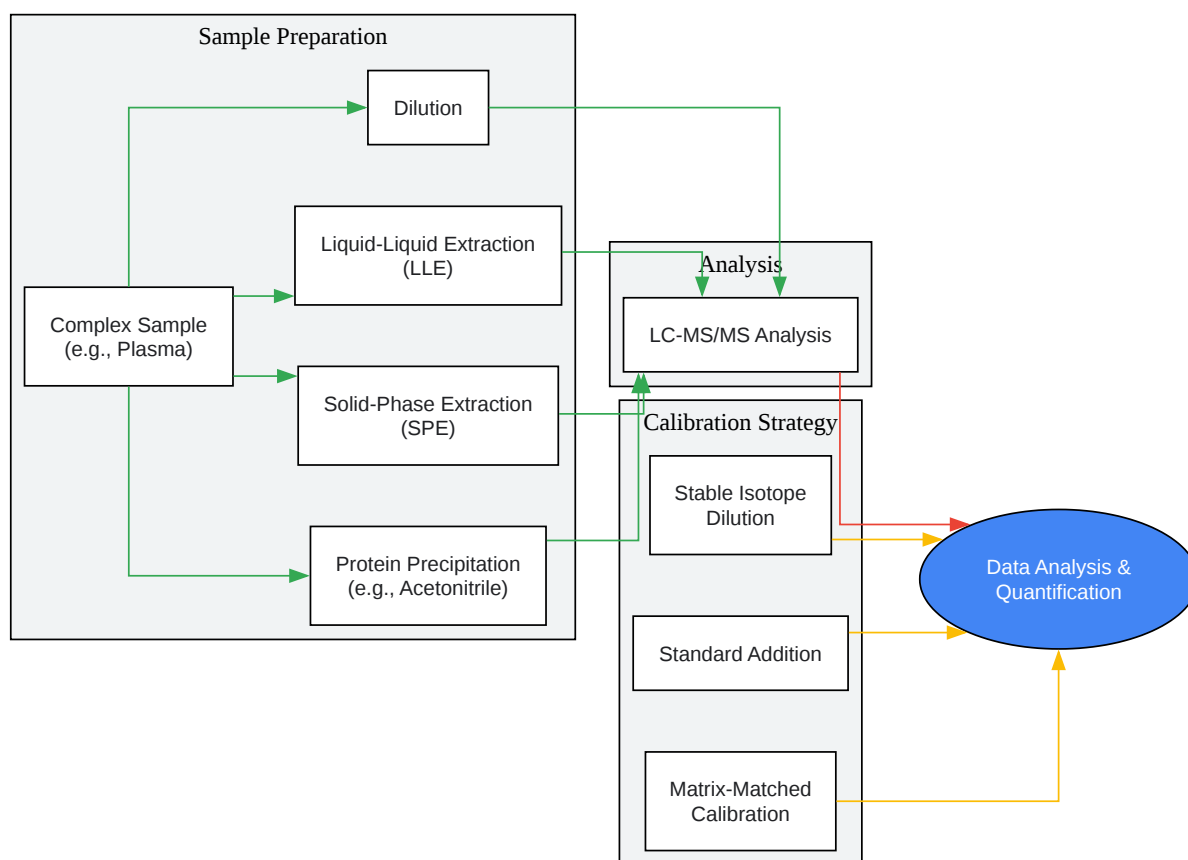 Sample Preparation
Dilution
Liquid-Liquid Extraction
(LLE)
Complex Sample
(e.g., Plasma)
Solid-Phase Extraction
(SPE)
Protein Precipitation
(e.g., Acetonitrile)
Analysis
LC-MS/MS Analysis
Calibration Strategy
Stable Isotope
Dilution
Standard Addition
Matrix-Matched
Calibration
Data Analysis &
Quantification